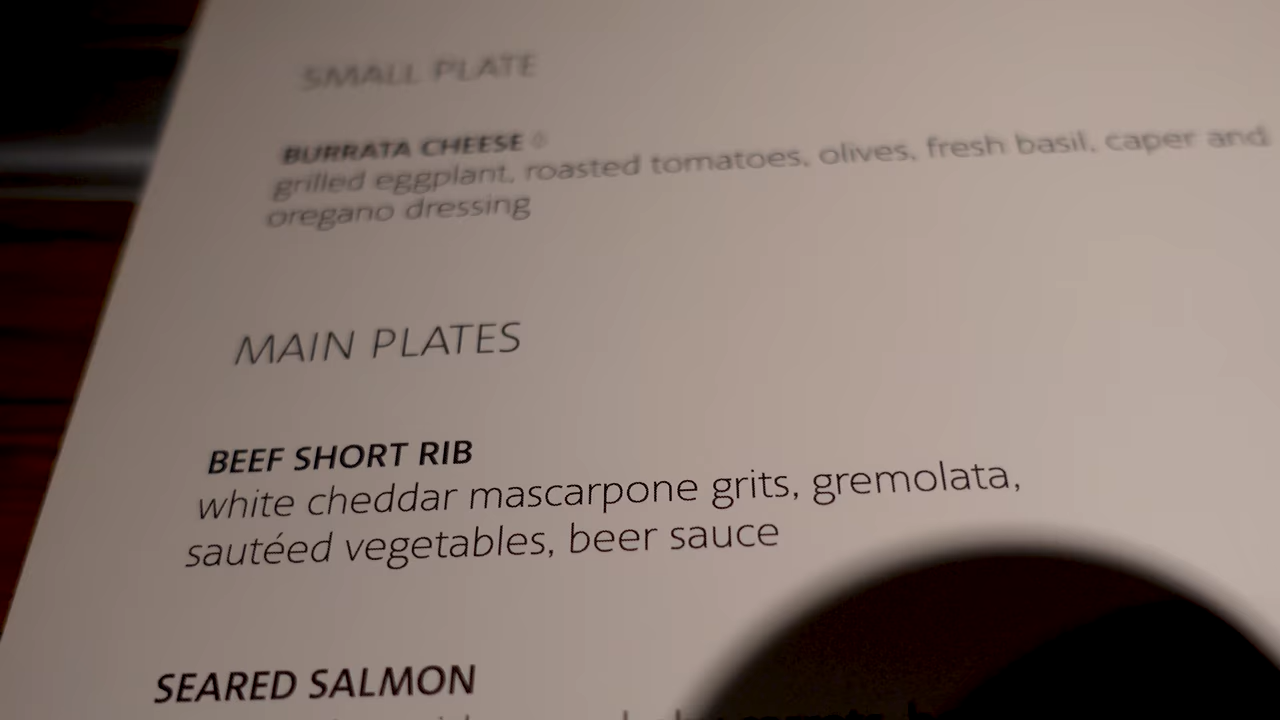 SMALL PLATE
BURRATA CHEESE
grilled eggplant, roasted tomatoes, olives, fresh basil, caper and
oregano dressing
MAIN PLATES
BEEF SHORT RIB
white cheddar mascarpone grits, gremolata,
sautéed vegetables, beer sauce
SEARED SALMON